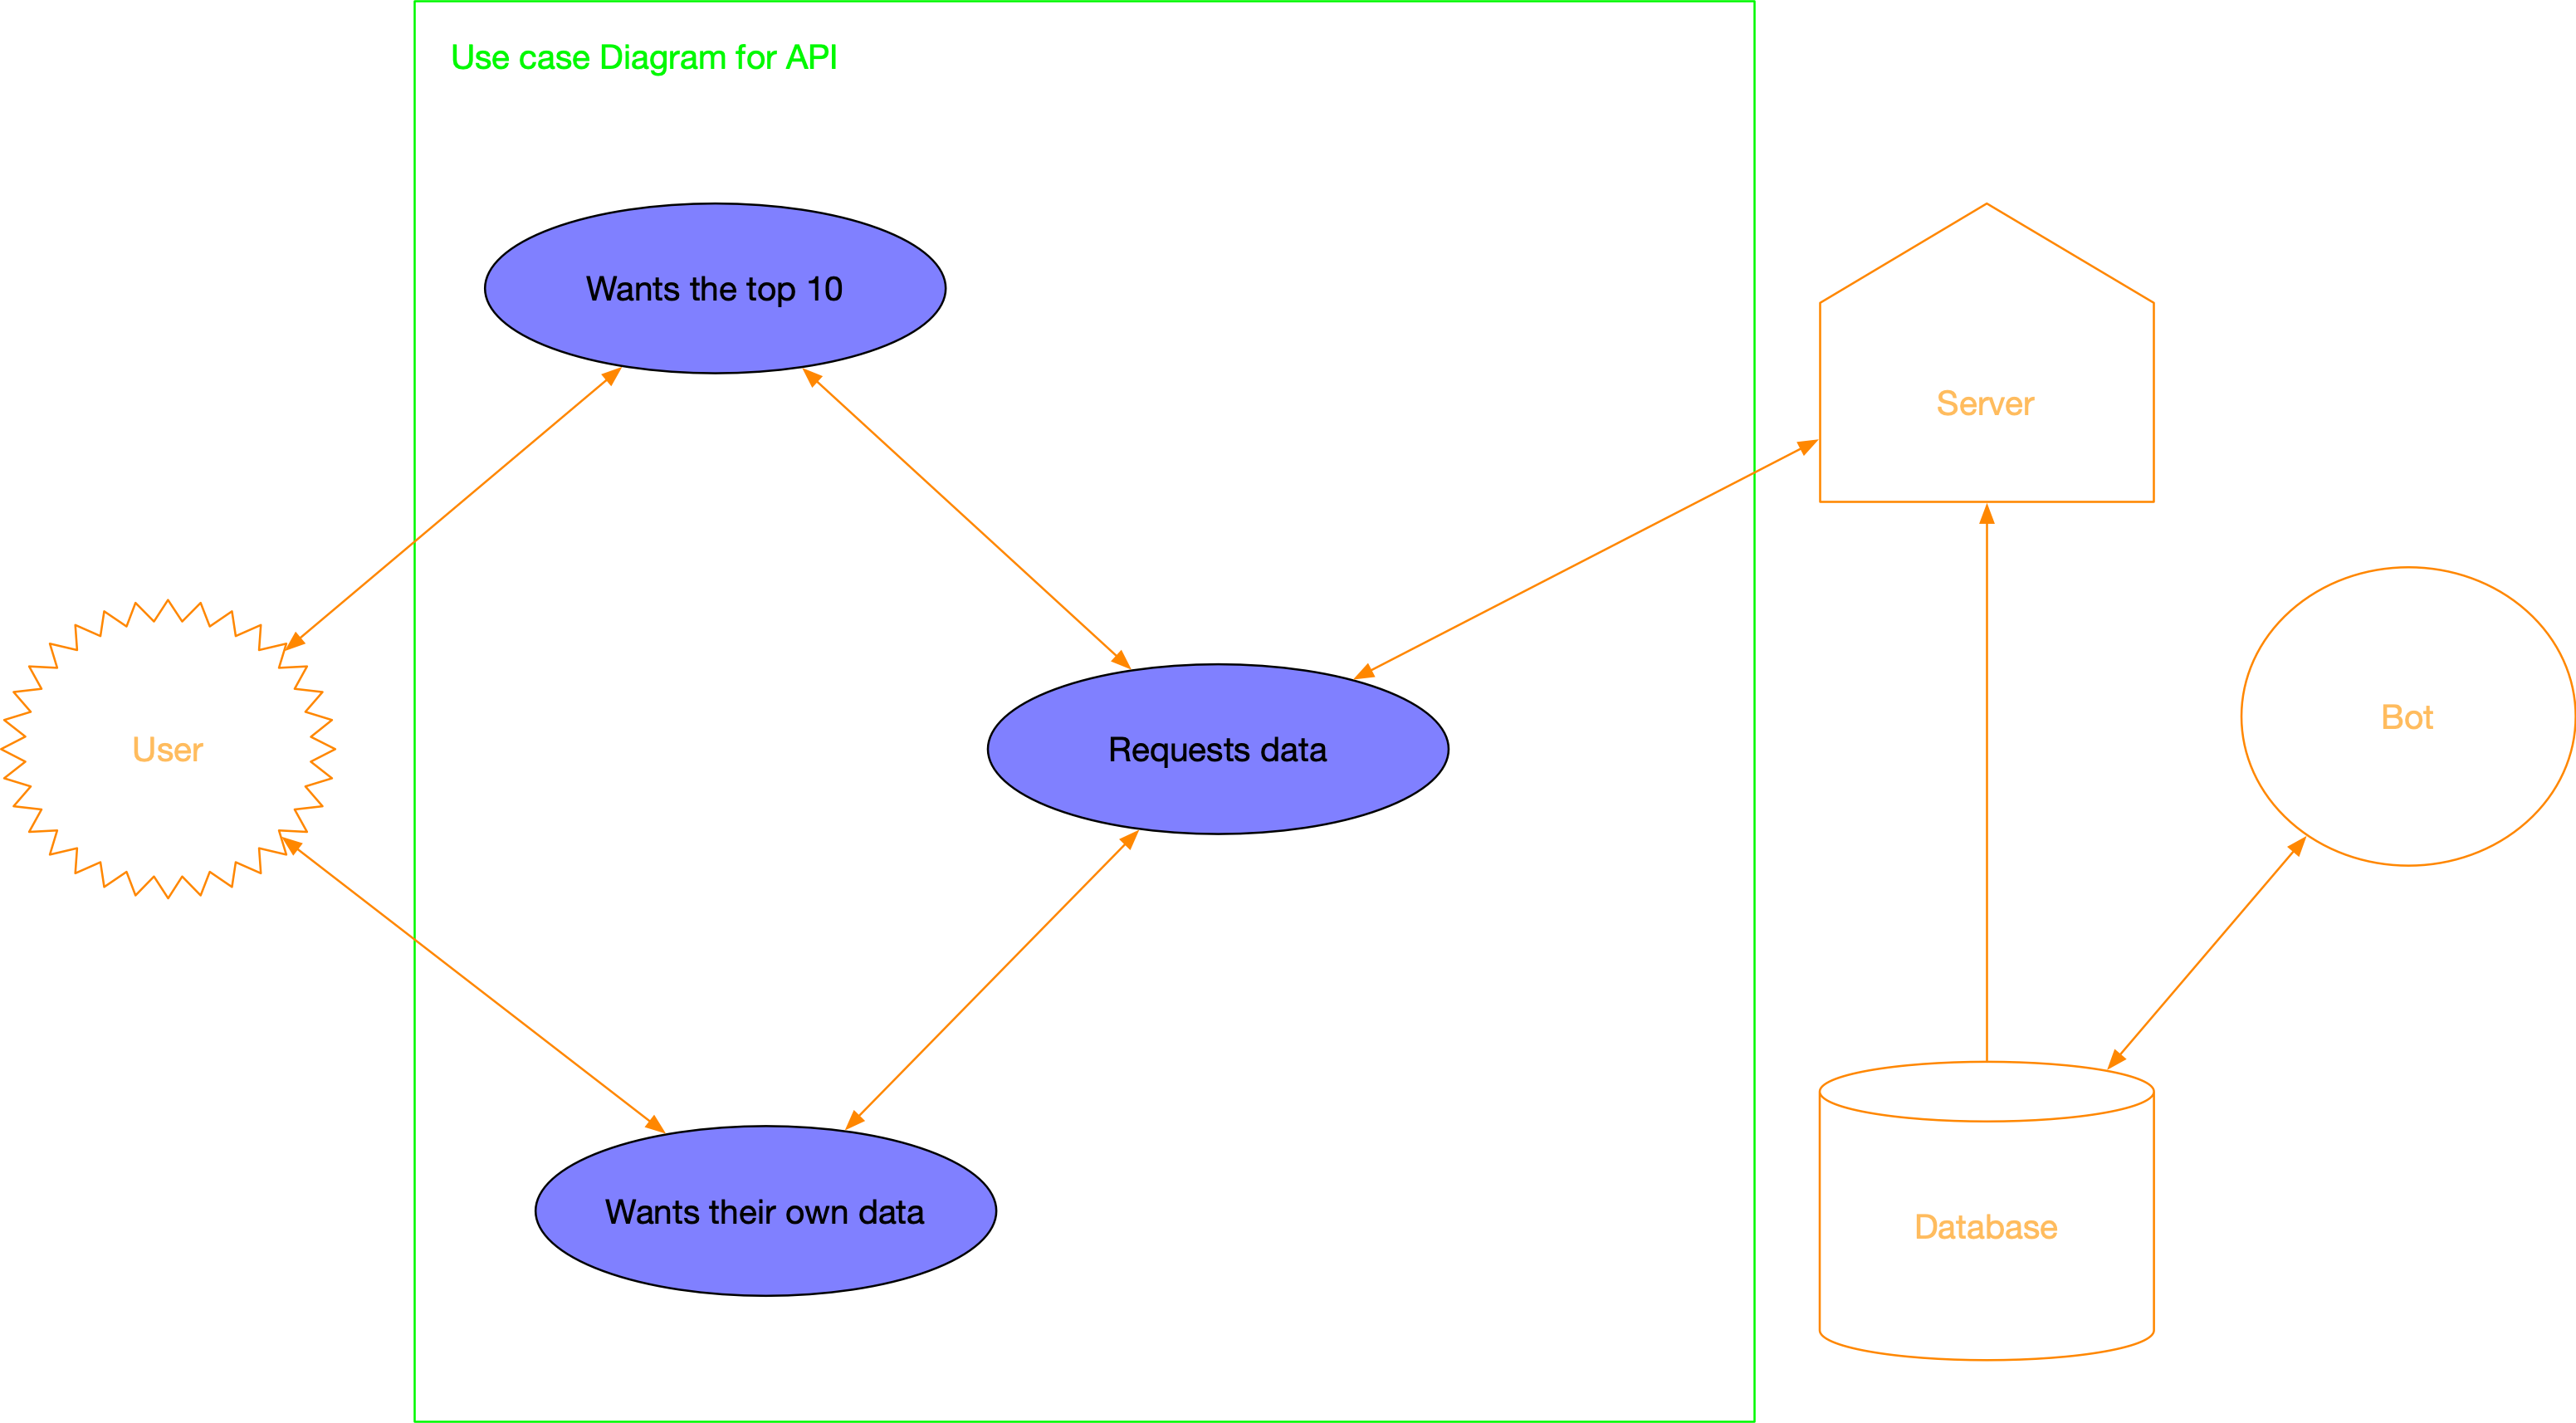 Use case Diagram for API
Wants the top 10
Server
Bot
User
Requests data
Wants their own data
Database